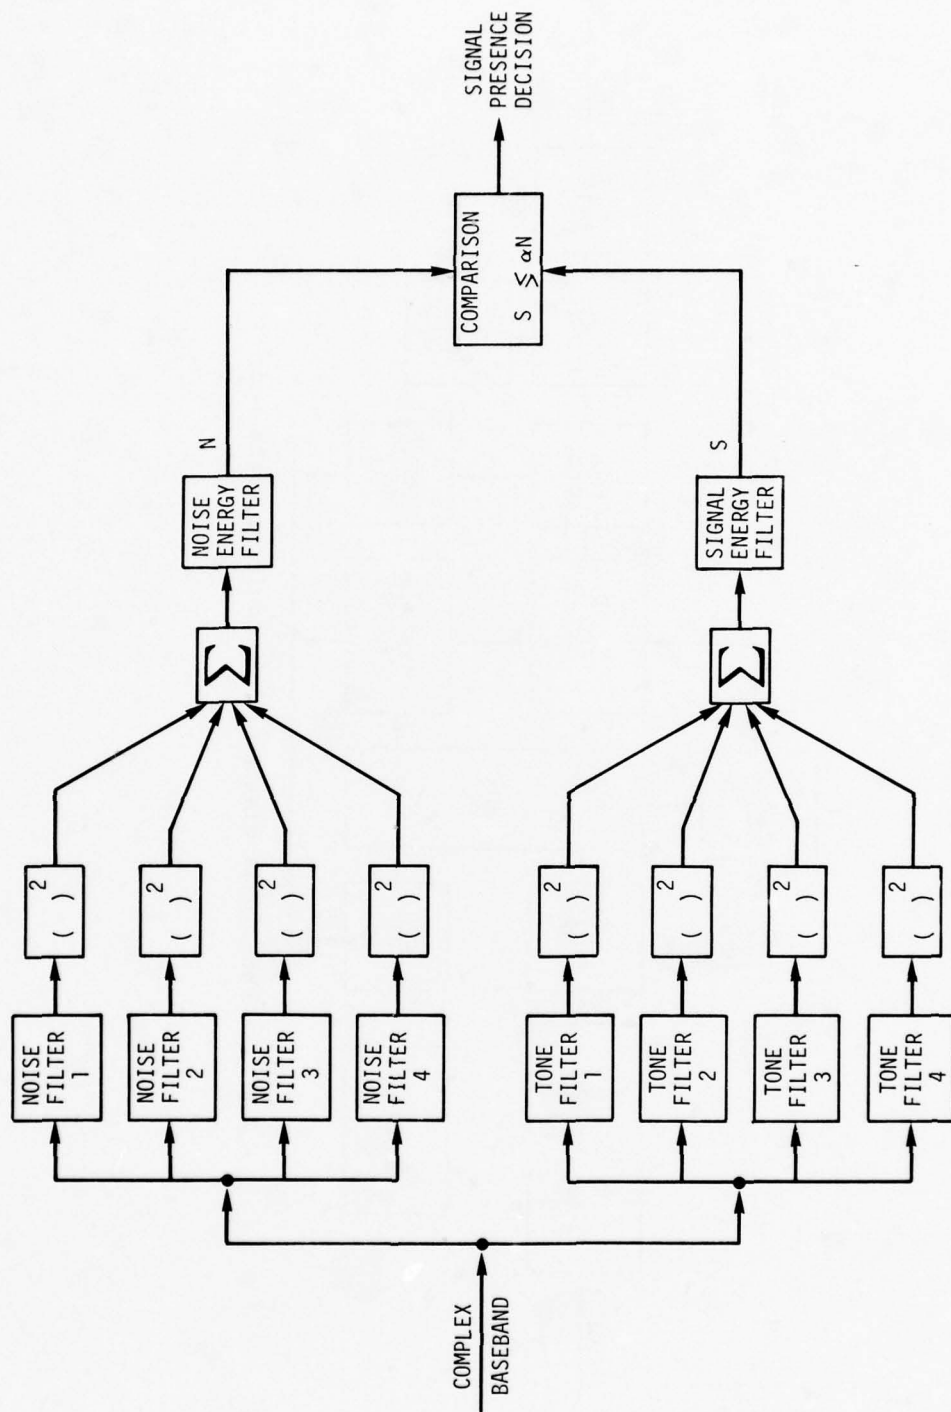 COMPLEX
BASEBAND
NOISE
FILTER
1
NOISE
FILTER
2
NOISE
FILTER
3
NOISE
FILTER
4
( )²
( )²
( )²
( )²
Σ
NOISE
ENERGY
FILTER
N
TONE
FILTER
1
TONE
FILTER
2
TONE
FILTER
3
TONE
FILTER
4
( )²
( )²
( )²
( )²
Σ
SIGNAL
ENERGY
FILTER
S
COMPARISON
S ≶ αN
SIGNAL
PRESENCE
DECISION